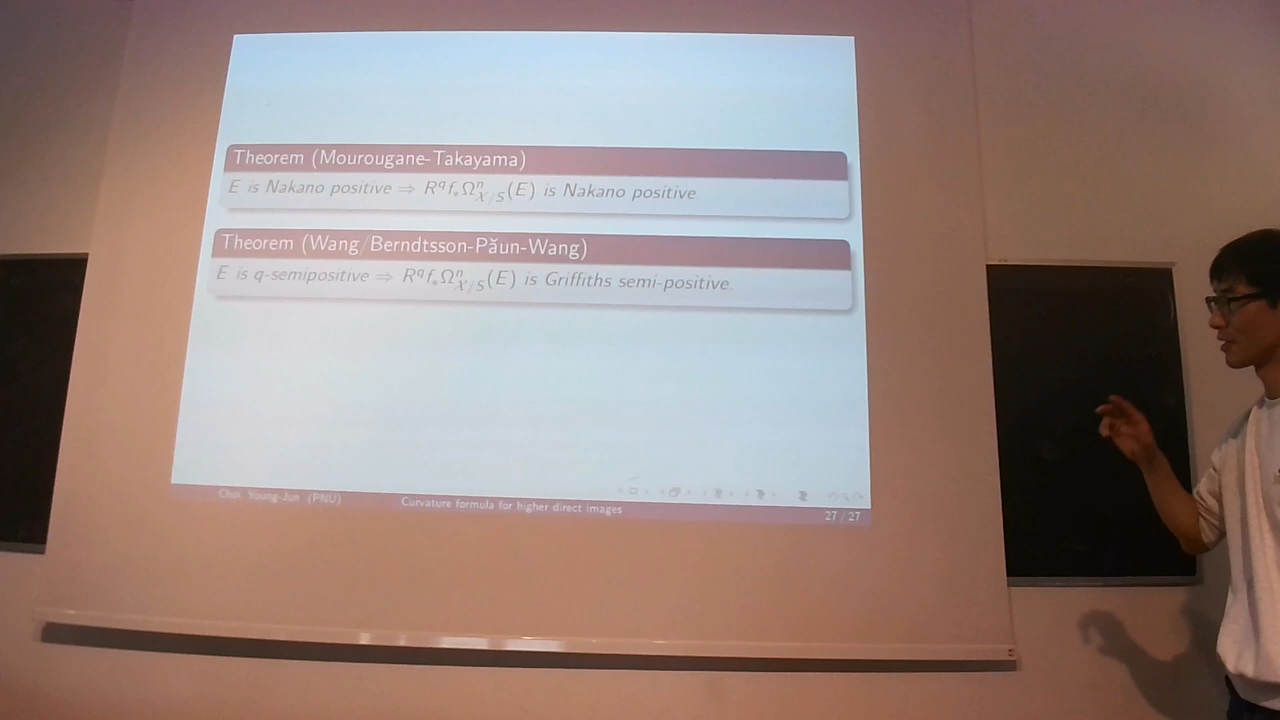 Theorem (Mourougane-Takayama)
E is Nakano positive ⇒ R^q f_* Ω^n_{X/S}(E) is Nakano positive.
Theorem (Wang/Berndtsson-Păun-Wang)
E is q-semipositive ⇒ R^q f_* Ω^n_{X/S}(E) is Griffiths semi-positive.
Choi, Young-Jun (PNU) Curvature formula for higher direct images 27 / 27